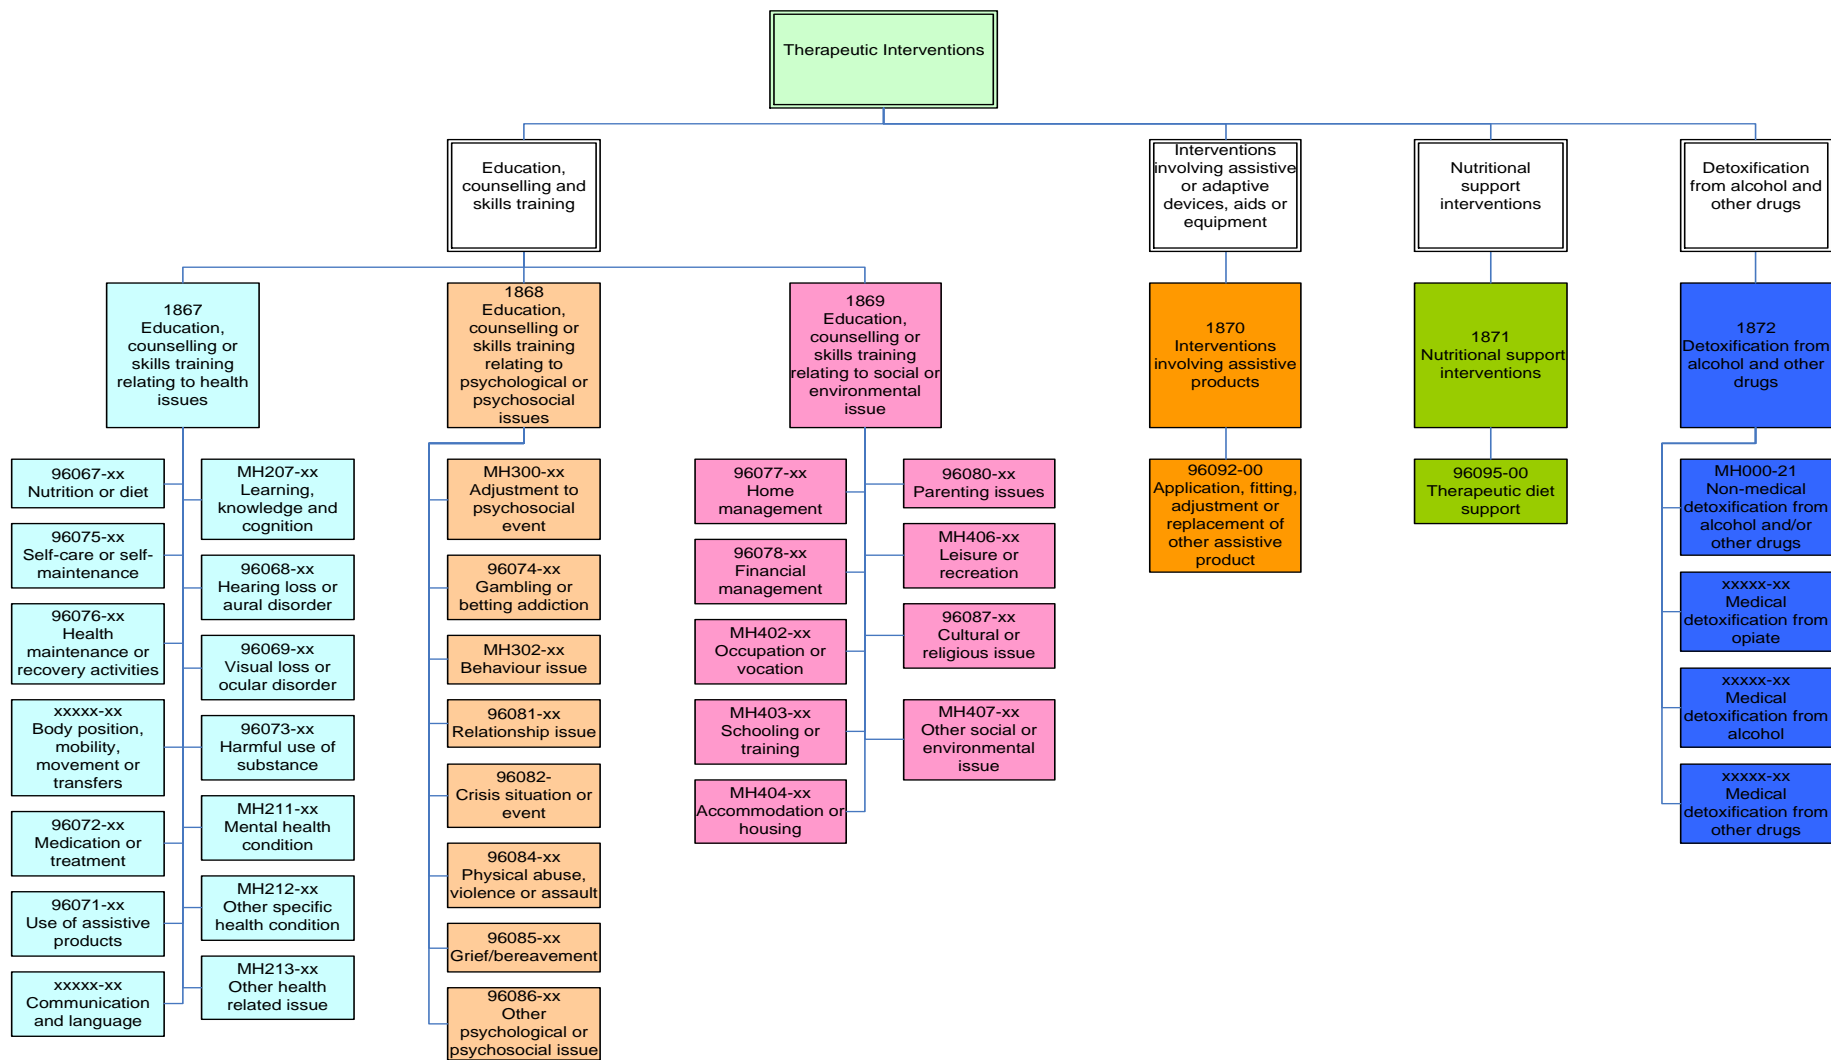 Therapeutic Interventions
Education,
counselling and
skills training
Interventions
involving assistive
or adaptive
devices, aids or
equipment
Nutritional
support
interventions
Detoxification
from alcohol and
other drugs
1867
Education,
counselling or
skills training
relating to health
issues
1868
Education,
counselling or
skills training
relating to
psychological or
psychosocial
issues
1869
Education,
counselling or
skills training
relating to social or
environmental
issue
1870
Interventions
involving assistive
products
1871
Nutritional support
interventions
1872
Detoxification from
alcohol and other
drugs
96067-xx
Nutrition or diet
96075-xx
Self-care or self-
maintenance
96076-xx
Health
maintenance or
recovery activities
xxxxx-xx
Body position,
mobility,
movement or
transfers
96072-xx
Medication or
treatment
96071-xx
Use of assistive
products
xxxxx-xx
Communication
and language
MH207-xx
Learning,
knowledge and
cognition
96068-xx
Hearing loss or
aural disorder
96069-xx
Visual loss or
ocular disorder
96073-xx
Harmful use of
substance
MH211-xx
Mental health
condition
MH212-xx
Other specific
health condition
MH213-xx
Other health
related issue
MH300-xx
Adjustment to
psychosocial
event
96074-xx
Gambling or
betting addiction
MH302-xx
Behaviour issue
96081-xx
Relationship issue
96082-
Crisis situation or
event
96084-xx
Physical abuse,
violence or assault
96085-xx
Grief/bereavement
96086-xx
Other
psychological or
psychosocial issue
96077-xx
Home
management
96078-xx
Financial
management
MH402-xx
Occupation or
vocation
MH403-xx
Schooling or
training
MH404-xx
Accommodation or
housing
96080-xx
Parenting issues
MH406-xx
Leisure or
recreation
96087-xx
Cultural or
religious issue
MH407-xx
Other social or
environmental
issue
96092-00
Application, fitting,
adjustment or
replacement of
other assistive
product
96095-00
Therapeutic diet
support
MH000-21
Non-medical
detoxification from
alcohol and/or
other drugs
xxxxx-xx
Medical
detoxification from
opiate
xxxxx-xx
Medical
detoxification from
alcohol
xxxxx-xx
Medical
detoxification from
other drugs